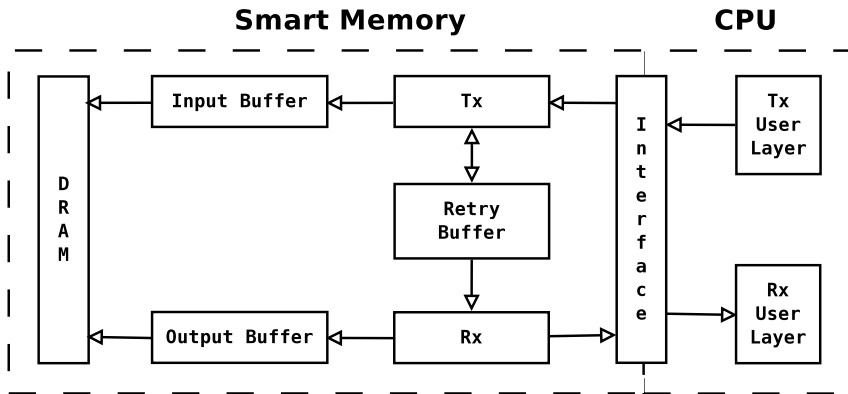 Smart Memory
CPU
Input Buffer
Tx
Tx
User
Layer
D
R
A
M
I
n
t
e
r
f
a
c
e
Retry
Buffer
Output Buffer
Rx
Rx
User
Layer